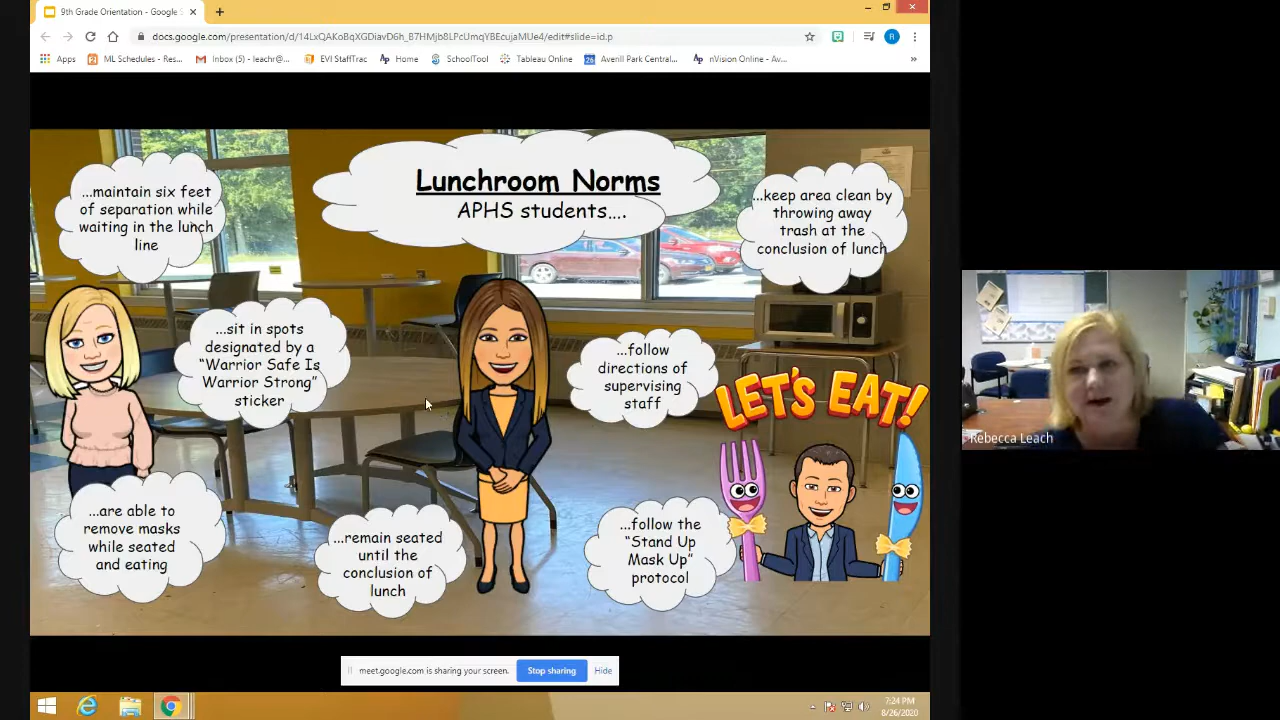 9th Grade Orientation - Google S
docs.google.com/presentation/d/14LxQAKoBqXGDiavD6h_87HMjb8LPcUmqYBEcujaMUe4/edit#slide=id.p
R
Apps
ML Schedules - Res...
Inbox (5) - leachr@...
EVI StaffTrac
Home
SchoolTool
Tableau Online
Averill Park Central...
nVision Online - Av...
Lunchroom Norms
APHS students....
...maintain six feet
of separation while
waiting in the lunch
line
...keep area clean by
throwing away
trash at the
conclusion of lunch
...sit in spots
designated by a
“Warrior Safe Is
Warrior Strong”
sticker
...follow
directions of
supervising
staff
LET'S EAT!
...are able to
remove masks
while seated
and eating
...remain seated
until the
conclusion of
lunch
...follow the
“Stand Up
Mask Up”
protocol
Rebecca Leach
meet.google.com is sharing your screen.
Stop sharing
Hide
7:24 PM
8/26/2020